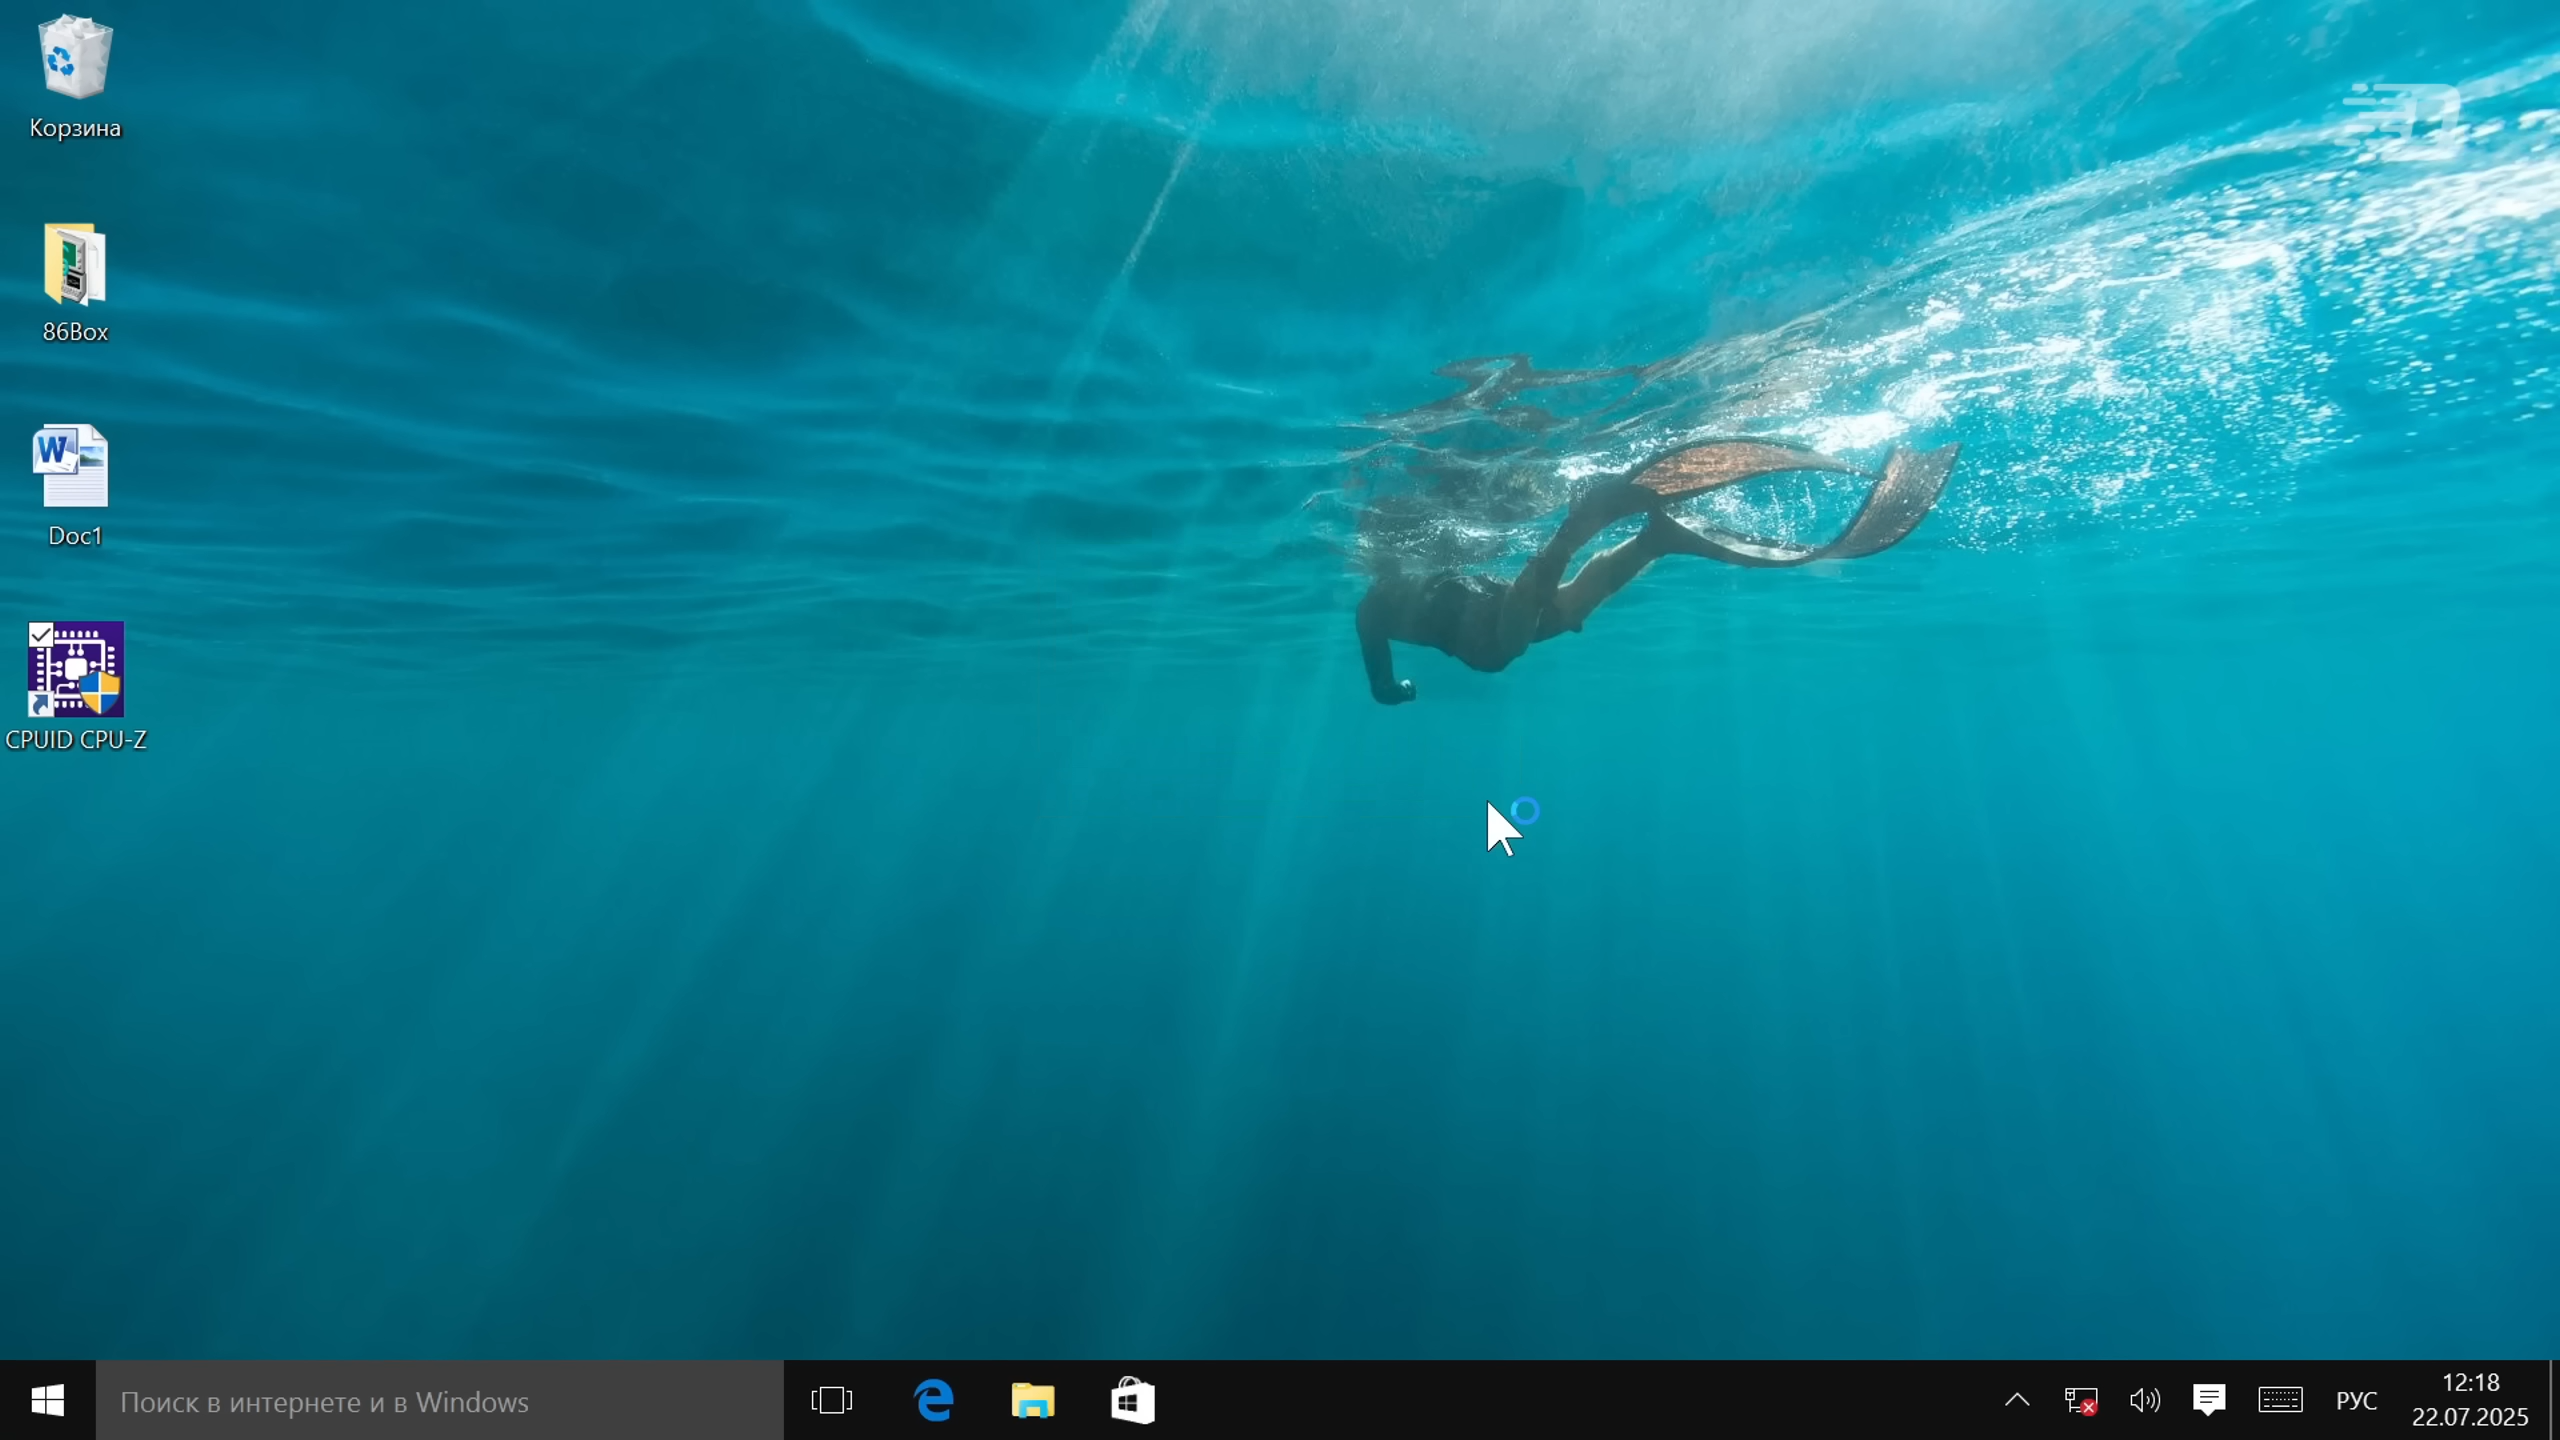 Корзина
86Box
Doc1
CPUID CPU-Z
Поиск в интернете и в Windows
РУС
12:18
22.07.2025